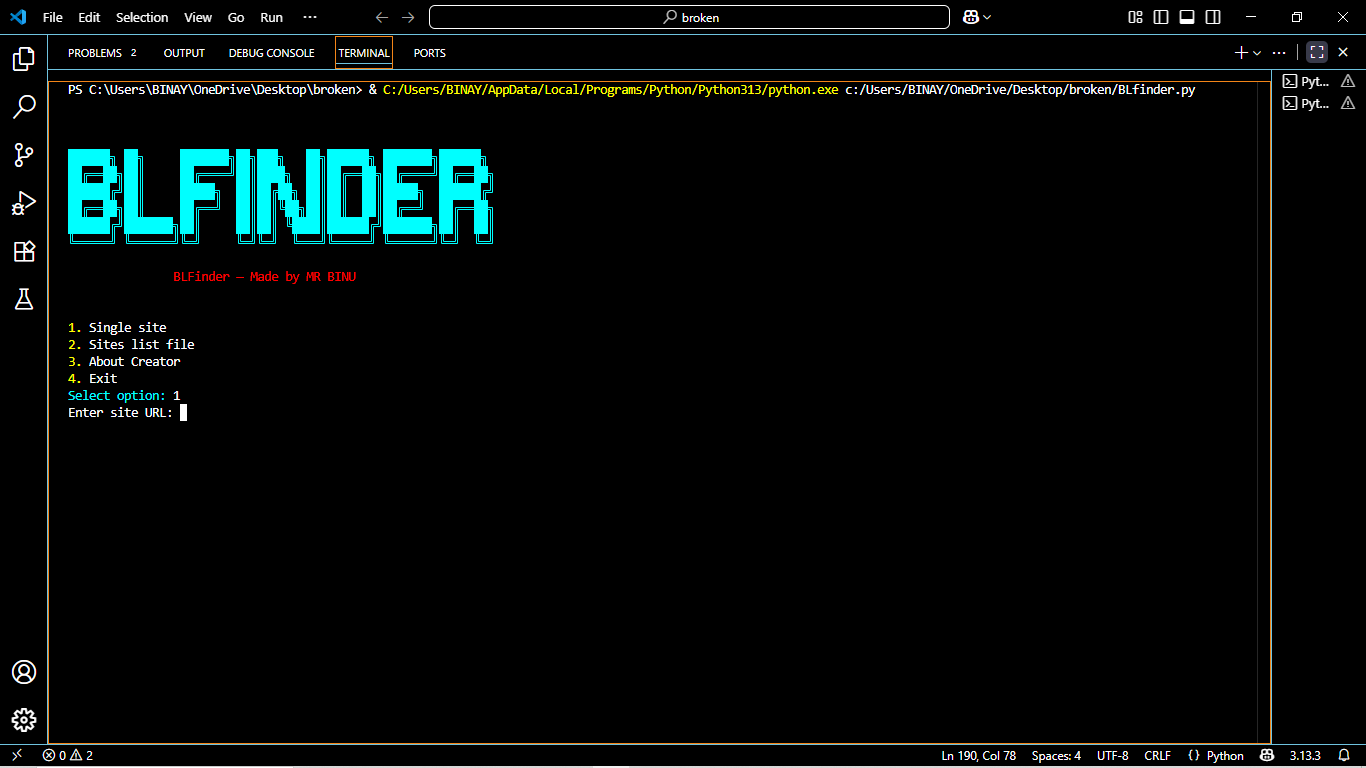 File Edit Selection View Go Run ··· broken
PROBLEMS 2 OUTPUT DEBUG CONSOLE TERMINAL PORTS
PS C:\Users\BINAY\OneDrive\Desktop\broken> & C:/Users/BINAY/AppData/Local/Programs/Python/Python313/python.exe c:/Users/BINAY/OneDrive/Desktop/broken/BLfinder.py
Pyt...
Pyt...
BLFINDER
BLFinder — Made by MR BINU
1. Single site
2. Sites list file
3. About Creator
4. Exit
Select option: 1
Enter site URL:
0 2 Ln 190, Col 78 Spaces: 4 UTF-8 CRLF {} Python 3.13.3